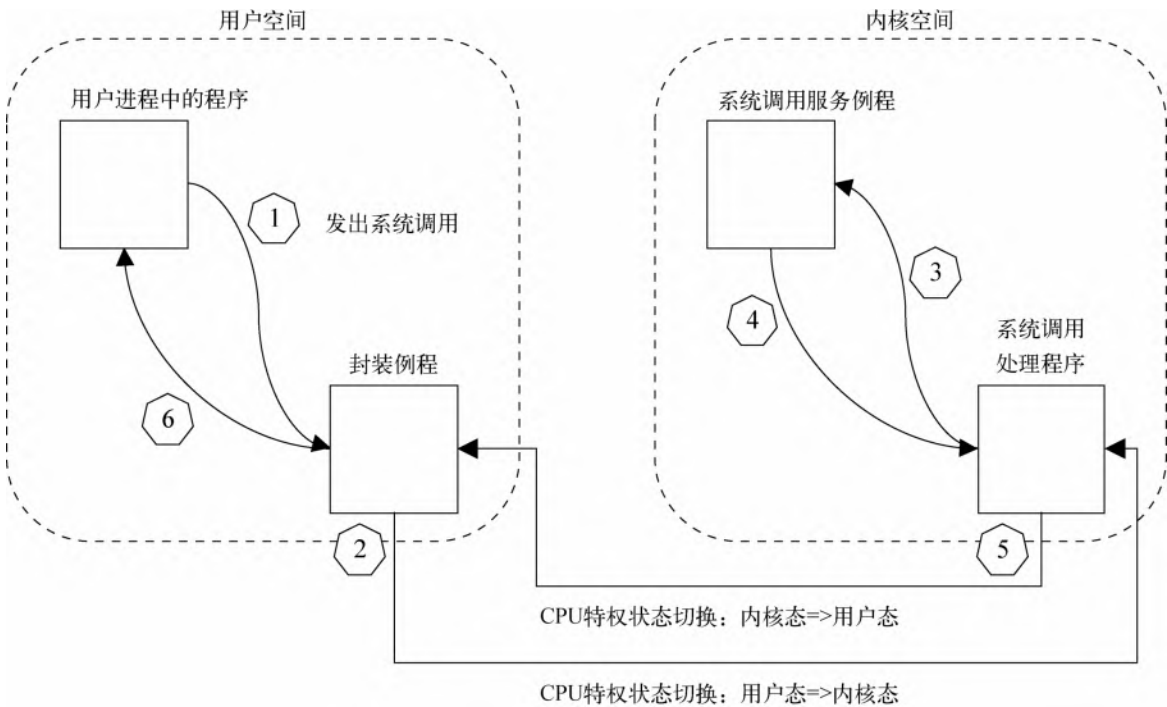 用户空间
内核空间
用户进程中的程序
系统调用服务例程
1
发出系统调用
3
4
系统调用
处理程序
封装例程
6
2
5
CPU特权状态切换：内核态=>用户态
CPU特权状态切换：用户态=>内核态